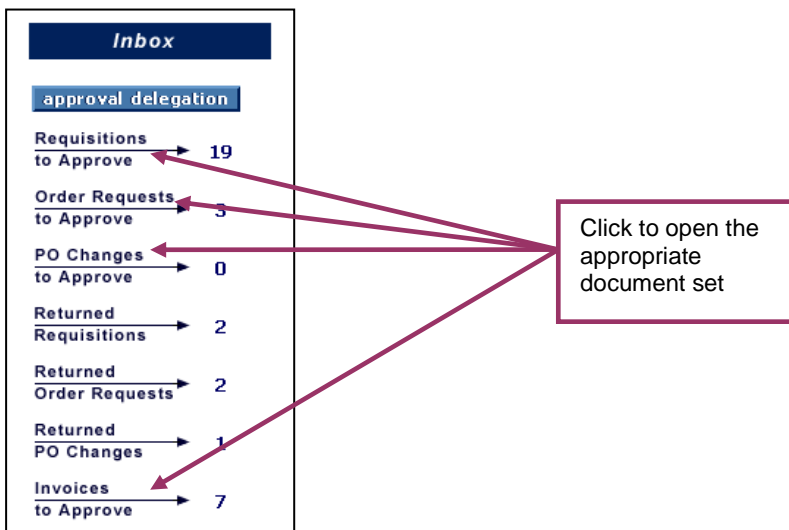 Inbox
approval delegation
Requisitions
to Approve
19
Order Requests
to Approve
3
PO Changes
to Approve
0
Returned
Requisitions
2
Returned
Order Requests
2
Returned
PO Changes
1
Invoices
to Approve
7
Click to open the
appropriate
document set